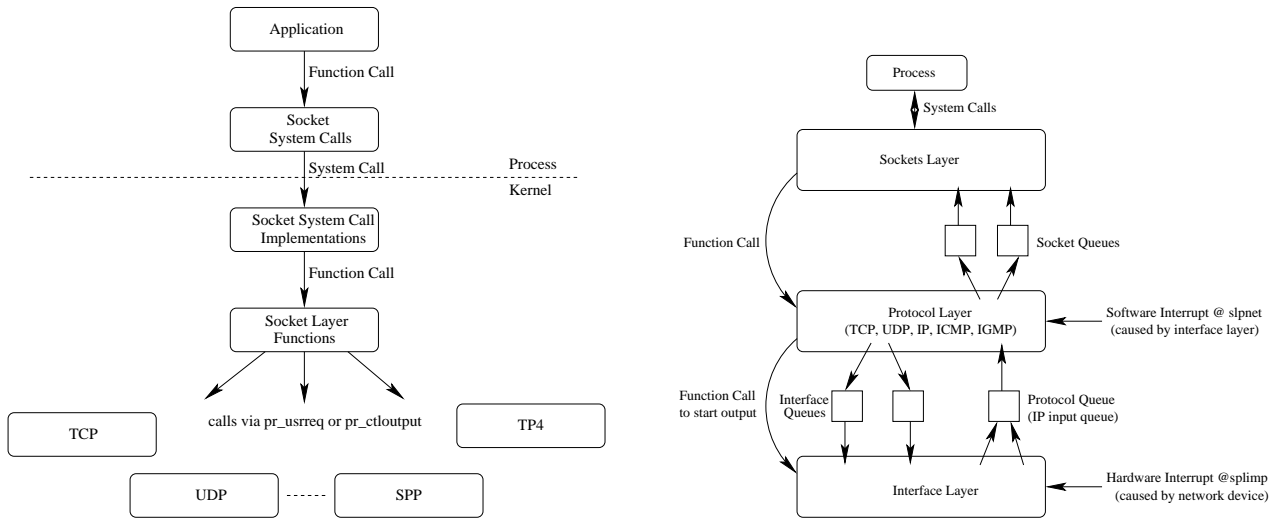 Application
Function Call
Socket
System Calls
System Call
Process
Kernel
Socket System Call
Implementations
Function Call
Socket Layer
Functions
calls via pr_usrreq or pr_ctloutput
TCP
TP4
UDP
SPP
Process
System Calls
Sockets Layer
Function Call
Socket Queues
Protocol Layer
(TCP, UDP, IP, ICMP, IGMP)
Software Interrupt @ slpnet
(caused by interface layer)
Function Call
to start output
Interface
Queues
Protocol Queue
(IP input queue)
Interface Layer
Hardware Interrupt @splimp
(caused by network device)